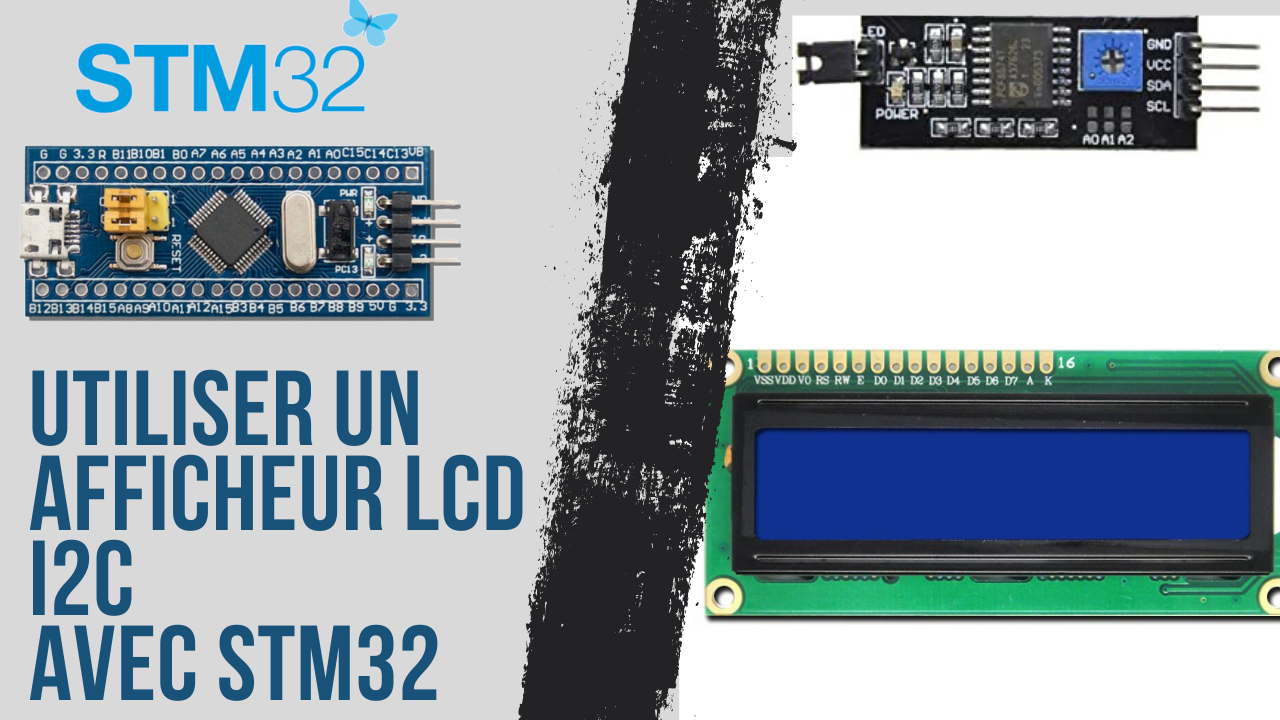 STM32
G G 3.3 R B11 B10 B1 B0 A7 A6 A5 A4 A3 A2 A1 A0 C15 C14 C13 VB
PWR
RESET
PC13
B12 B13 B14 B15 A8 A9 A10 A11 A12 A15 B3 B4 B5 B6 B7 B8 B9 5V G 3.3
UTILISER UN
AFFICHEUR LCD
I2C
AVEC STM32
LED
POWER
GND
VCC
SDA
SCL
A0 A1 A2
1 16
VSS VDD V0 RS RW E D0 D1 D2 D3 D4 D5 D6 D7 A K